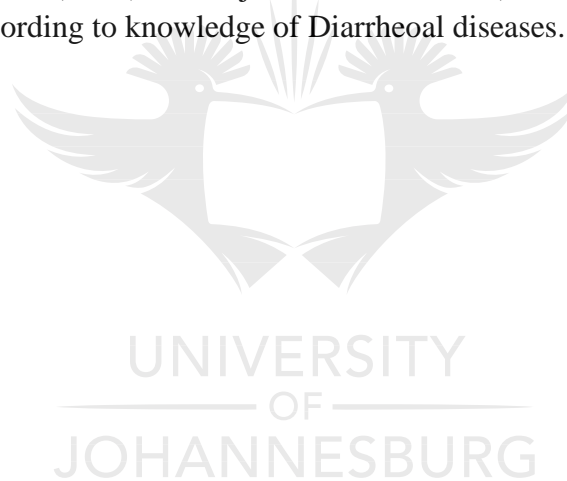 ording to knowledge of Diarrheoal diseases.
UNIVERSITY
OF
JOHANNESBURG